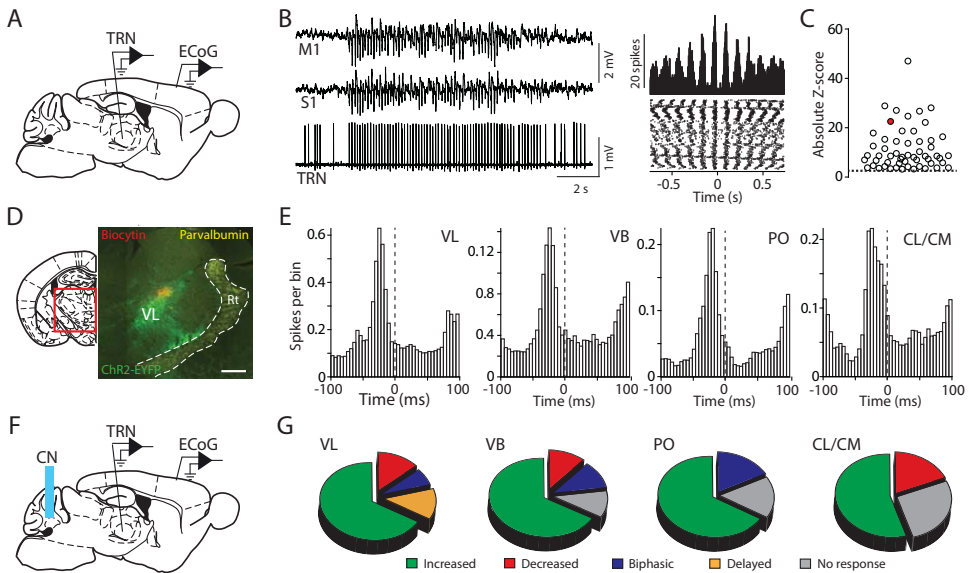 A
TRN
ECoG
B
M1
S1
TRN
2 mV
1 mV
2 s
20 spikes
-0.5 0 0.5
Time (s)
C
Absolute Z-score
60
40
20
0
D
Biocytin
Parvalbumin
VL
Rt
ChR2-EYFP
E
Spikes per bin
VL
0.6
0.4
0.2
0
-100 0 100
Time (ms)
VB
1.2
0.8
0.4
0
-100 0 100
Time (ms)
PO
0.2
0.1
0
-100 0 100
Time (ms)
CL/CM
0.2
0.1
0
-100 0 100
Time (ms)
F
CN
TRN
ECoG
G
VL
VB
PO
CL/CM
Increased
Decreased
Biphasic
Delayed
No response